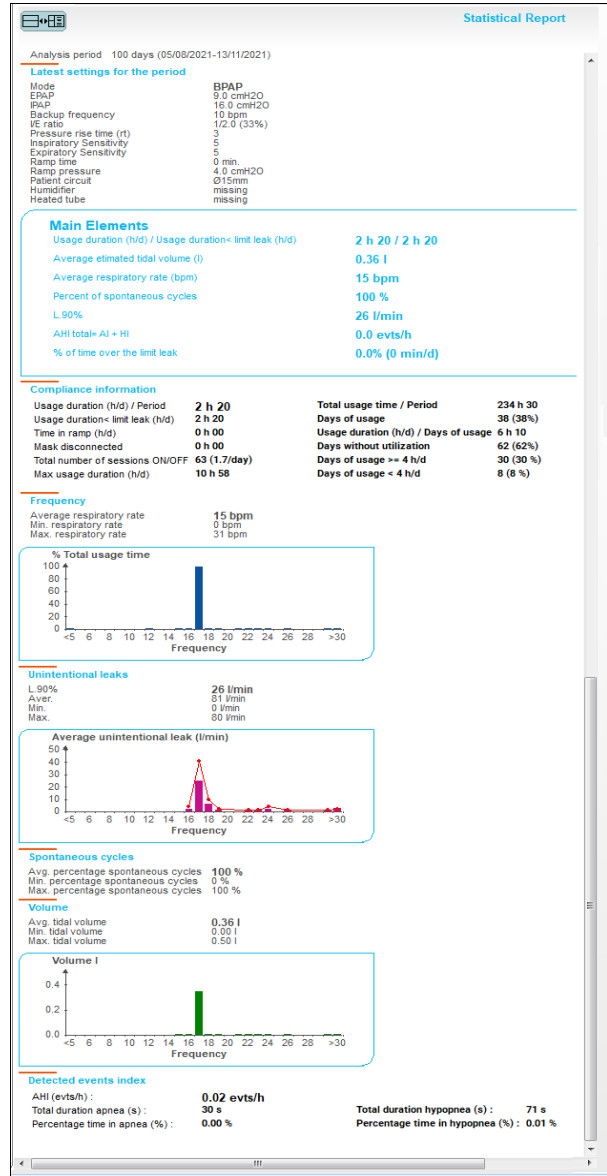 Statistical Report
Analysis period 100 days (05/08/2021-13/11/2021)
Latest settings for the period
Mode BPAP
EPAP 9.0 cmH2O
IPAP 16.0 cmH2O
Backup frequency 10 bpm
I/E ratio 1/2.0 (33%)
Pressure rise time (rt) 3
Inspiratory Sensitivity 5
Expiratory Sensitivity 5
Ramp time 0 min.
Ramp pressure 4.0 cmH2O
Patient circuit Ø15mm
Humidifier missing
Heated tube missing
Main Elements
Usage duration (h/d) / Usage duration< limit leak (h/d) 2 h 20 / 2 h 20
Average etimated tidal volume (l) 0.36 l
Average respiratory rate (bpm) 15 bpm
Percent of spontaneous cycles 100 %
L.90% 26 l/min
AHI total= AI + HI 0.0 evts/h
% of time over the limit leak 0.0% (0 min/d)
Compliance information
Usage duration (h/d) / Period 2 h 20 Total usage time / Period 234 h 30
Usage duration< limit leak (h/d) 2 h 20 Days of usage 38 (38%)
Time in ramp (h/d) 0 h 00 Usage duration (h/d) / Days of usage 6 h 10
Mask disconnected 0 h 00 Days without utilization 62 (62%)
Total number of sessions ON/OFF 63 (1.7/day) Days of usage >= 4 h/d 30 (30 %)
Max usage duration (h/d) 10 h 58 Days of usage < 4 h/d 8 (8 %)
Frequency
Average respiratory rate 15 bpm
Min. respiratory rate 0 bpm
Max. respiratory rate 31 bpm
% Total usage time
100
80
60
40
20
0
<5 6 8 10 12 14 16 18 20 22 24 26 28 >30
Frequency
Unintentional leaks
L.90% 26 l/min
Aver. 81 l/min
Min. 0 l/min
Max. 80 l/min
Average unintentional leak (l/min)
50
40
30
20
10
0
<5 6 8 10 12 14 16 18 20 22 24 26 28 >30
Frequency
Spontaneous cycles
Avg. percentage spontaneous cycles 100 %
Min. percentage spontaneous cycles 0 %
Max. percentage spontaneous cycles 100 %
Volume
Avg. tidal volume 0.36 l
Min. tidal volume 0.00 l
Max. tidal volume 0.50 l
Volume l
0.4
0.2
0.0
<5 6 8 10 12 14 16 18 20 22 24 26 28 >30
Frequency
Detected events index
AHI (evts/h) : 0.02 evts/h
Total duration apnea (s) : 30 s Total duration hypopnea (s) : 71 s
Percentage time in apnea (%) : 0.00 % Percentage time in hypopnea (%) : 0.01 %